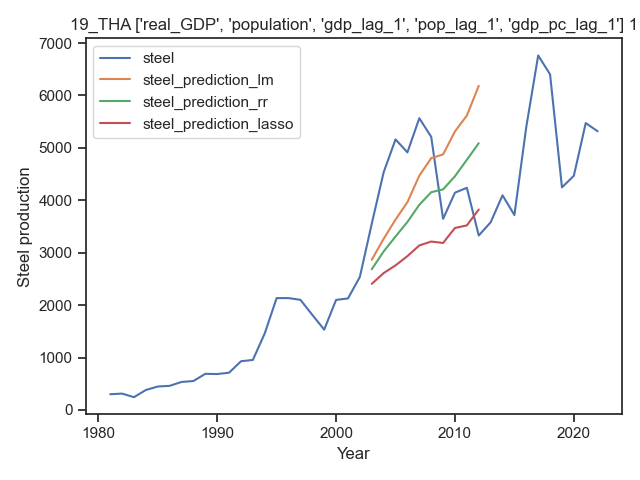 19_THA ['real_GDP', 'population', 'gdp_lag_1', 'pop_lag_1', 'gdp_pc_lag_1'] 1
steel
steel_prediction_lm
steel_prediction_rr
steel_prediction_lasso
Steel production
7000
6000
5000
4000
3000
2000
1000
0
1980
1990
2000
2010
2020
Year